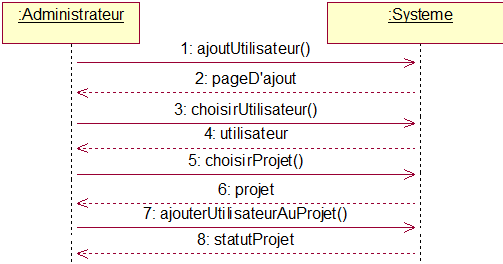 :Administrateur
:Systeme
1: ajoutUtilisateur()
2: pageD'ajout
3: choisirUtilisateur()
4: utilisateur
5: choisirProjet()
6: projet
7: ajouterUtilisateurAuProjet()
8: statutProjet